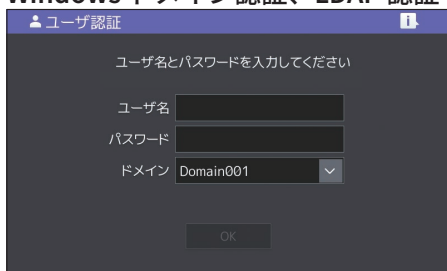 Windowsドメイン認証、LDAP認証
ユーザ認証
ユーザ名とパスワードを入力してください
ユーザ名
パスワード
ドメイン Domain001
OK